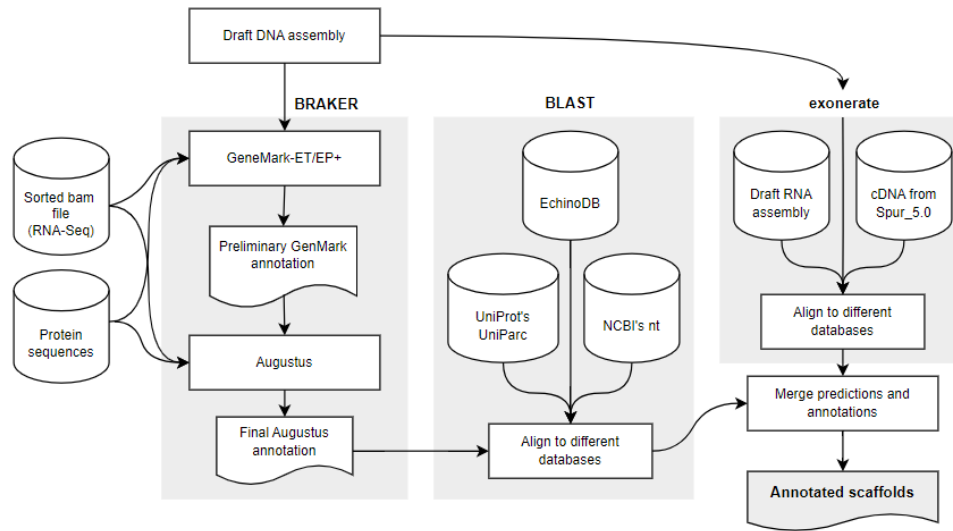 Draft DNA assembly
BRAKER
BLAST
exonerate
GeneMark-ET/EP+
Sorted bam
file
(RNA-Seq)
Preliminary GenMark
annotation
Protein
sequences
Augustus
Final Augustus
annotation
EchinoDB
UniProt's
UniParc
NCBI's nt
Align to different
databases
Draft RNA
assembly
cDNA from
Spur_5.0
Align to different
databases
Merge predictions and
annotations
Annotated scaffolds